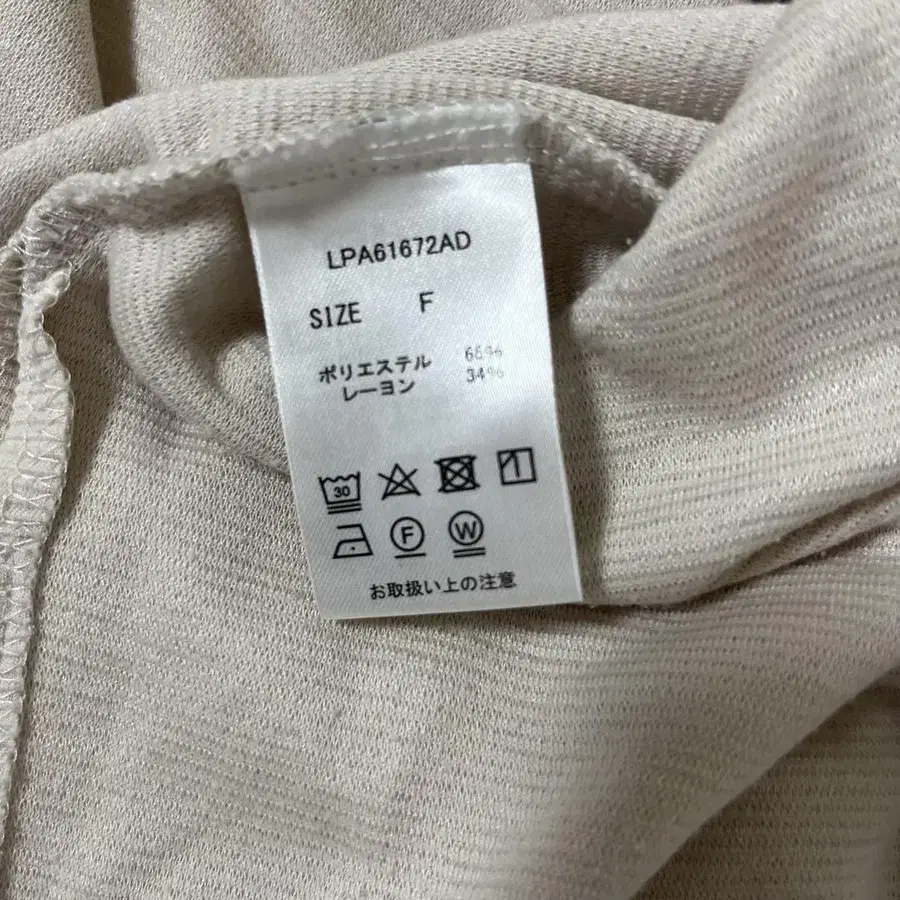 LPA61672AD
SIZE F
ポリエステル 66%
レーヨン 34%
30
F W
お取扱い上の注意